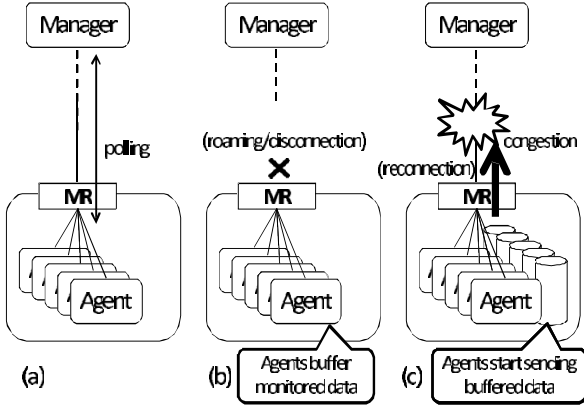 Manager
polling
MR
A
A
A
A
Agent
(a)
Manager
(roaming/disconnection)
MR
A
A
A
A
Agent
Agents buffer
monitored data
(b)
Manager
congestion
(reconnection)
MR
A
A
A
A
Agent
Agents start sending
buffered data
(c)